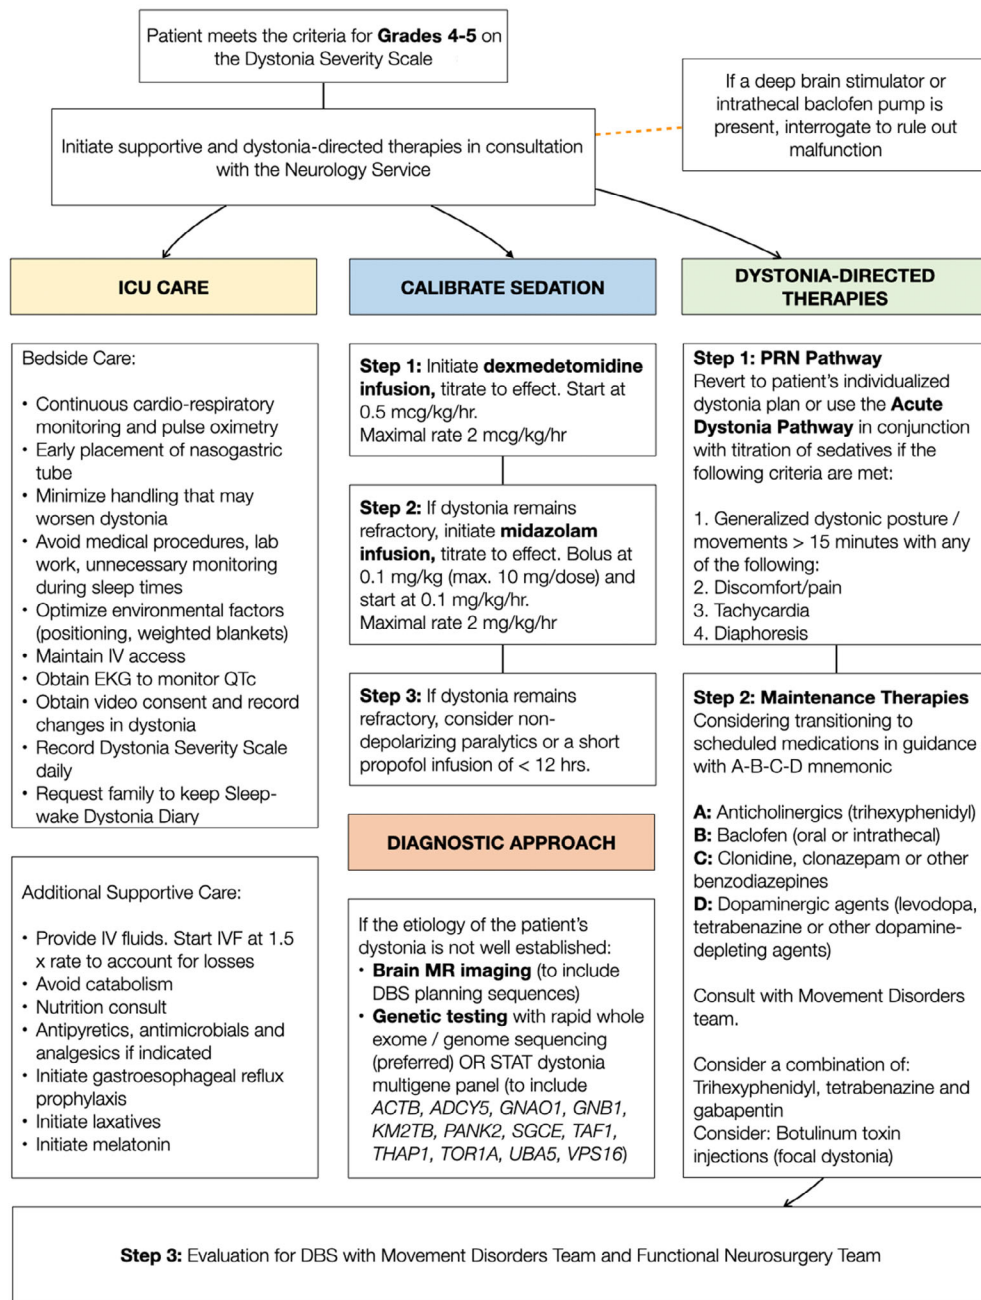 Patient meets the criteria for Grades 4-5 on
the Dystonia Severity Scale
If a deep brain stimulator or
intrathecal baclofen pump is
present, interrogate to rule out
malfunction
Initiate supportive and dystonia-directed therapies in consultation
with the Neurology Service
ICU CARE
Bedside Care:
• Continuous cardio-respiratory
monitoring and pulse oximetry
• Early placement of nasogastric
tube
• Minimize handling that may
worsen dystonia
• Avoid medical procedures, lab
work, unnecessary monitoring
during sleep times
• Optimize environmental factors
(positioning, weighted blankets)
• Maintain IV access
• Obtain EKG to monitor QTc
• Obtain video consent and record
changes in dystonia
• Record Dystonia Severity Scale
daily
• Request family to keep Sleep-
wake Dystonia Diary
Additional Supportive Care:
• Provide IV fluids. Start IVF at 1.5
x rate to account for losses
• Avoid catabolism
• Nutrition consult
• Antipyretics, antimicrobials and
analgesics if indicated
• Initiate gastroesophageal reflux
prophylaxis
• Initiate laxatives
• Initiate melatonin
CALIBRATE SEDATION
Step 1: Initiate dexmedetomidine
infusion, titrate to effect. Start at
0.5 mcg/kg/hr.
Maximal rate 2 mcg/kg/hr
Step 2: If dystonia remains
refractory, initiate midazolam
infusion, titrate to effect. Bolus at
0.1 mg/kg (max. 10 mg/dose) and
start at 0.1 mg/kg/hr.
Maximal rate 2 mg/kg/hr
Step 3: If dystonia remains
refractory, consider non-
depolarizing paralytics or a short
propofol infusion of < 12 hrs.
DIAGNOSTIC APPROACH
If the etiology of the patient's
dystonia is not well established:
• Brain MR imaging (to include
DBS planning sequences)
• Genetic testing with rapid whole
exome / genome sequencing
(preferred) OR STAT dystonia
multigene panel (to include
ACTB, ADCY5, GNAO1, GNB1,
KM2TB, PANK2, SGCE, TAF1,
THAP1, TOR1A, UBA5, VPS16)
DYSTONIA-DIRECTED
THERAPIES
Step 1: PRN Pathway
Revert to patient's individualized
dystonia plan or use the Acute
Dystonia Pathway in conjunction
with titration of sedatives if the
following criteria are met:
1. Generalized dystonic posture /
movements > 15 minutes with any
of the following:
2. Discomfort/pain
3. Tachycardia
4. Diaphoresis
Step 2: Maintenance Therapies
Considering transitioning to
scheduled medications in guidance
with A-B-C-D mnemonic
A: Anticholinergics (trihexyphenidyl)
B: Baclofen (oral or intrathecal)
C: Clonidine, clonazepam or other
benzodiazepines
D: Dopaminergic agents (levodopa,
tetrabenazine or other dopamine-
depleting agents)
Consult with Movement Disorders
team.
Consider a combination of:
Trihexyphenidyl, tetrabenazine and
gabapentin
Consider: Botulinum toxin
injections (focal dystonia)
Step 3: Evaluation for DBS with Movement Disorders Team and Functional Neurosurgery Team